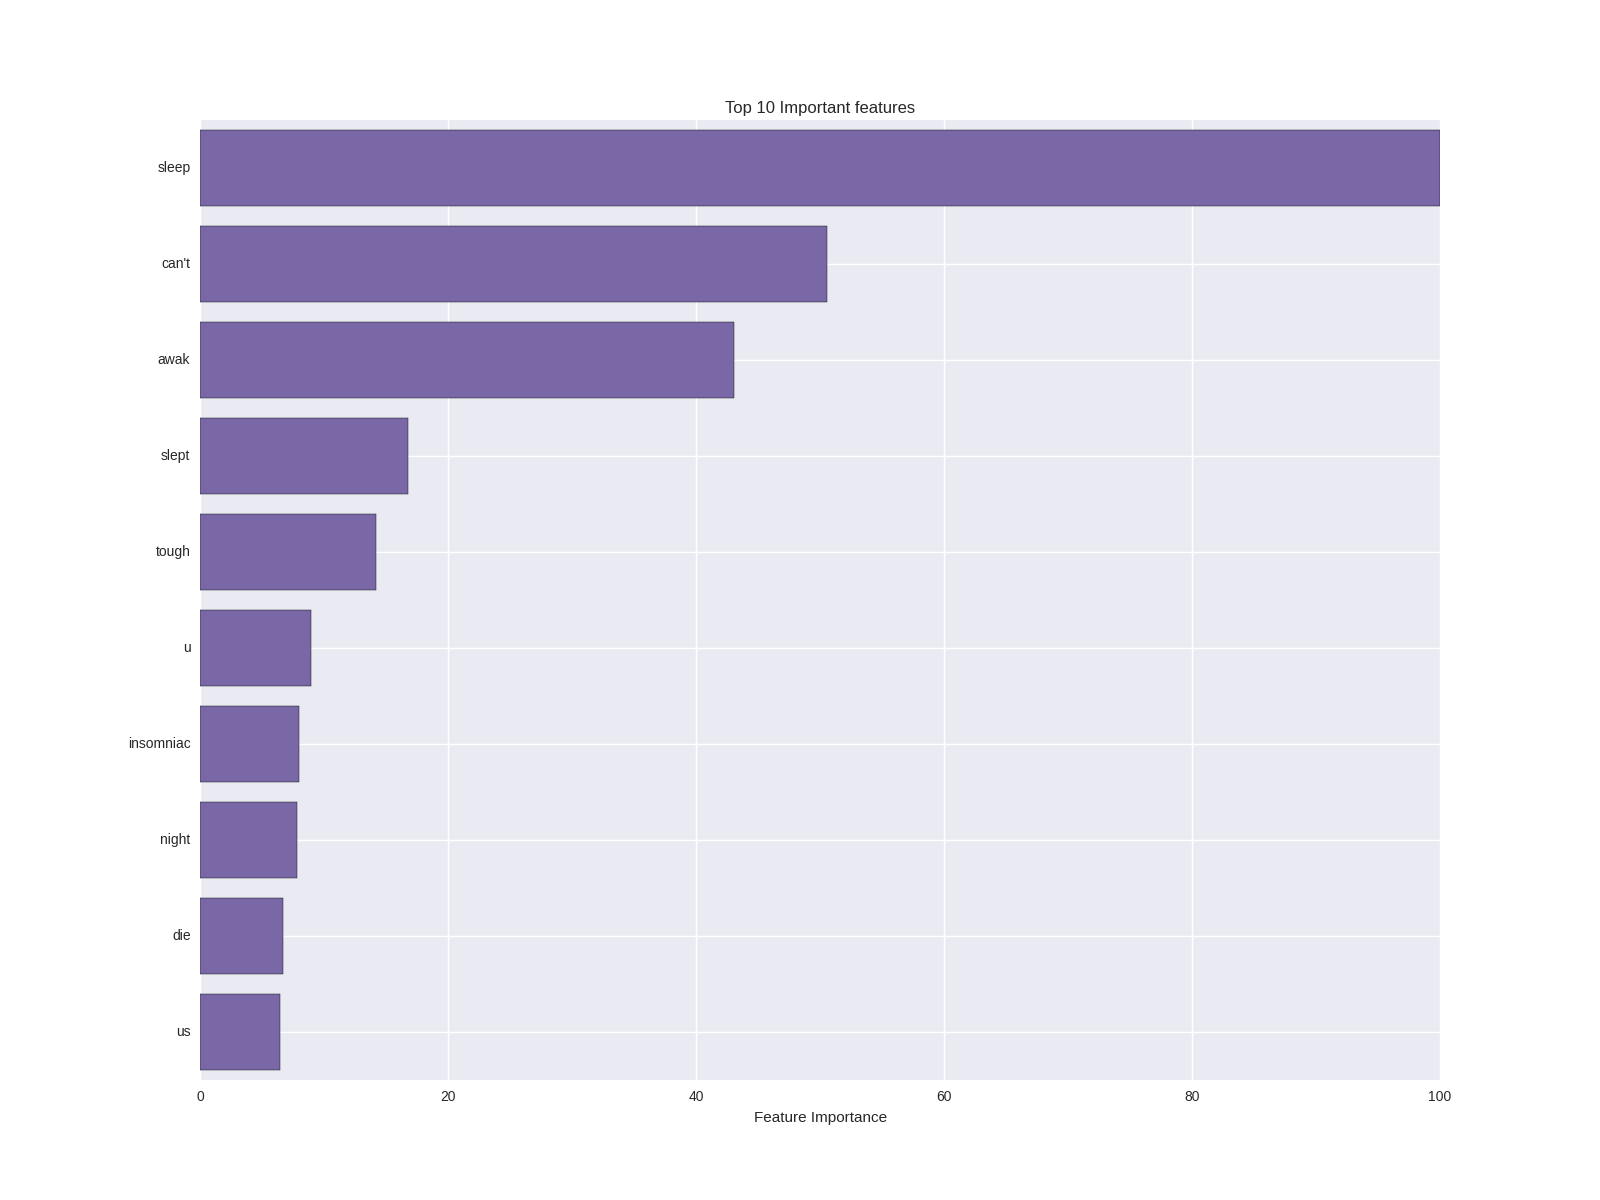 Top 10 Important features
sleep
can't
awak
slept
tough
u
insomniac
night
die
us
0 20 40 60 80 100
Feature Importance